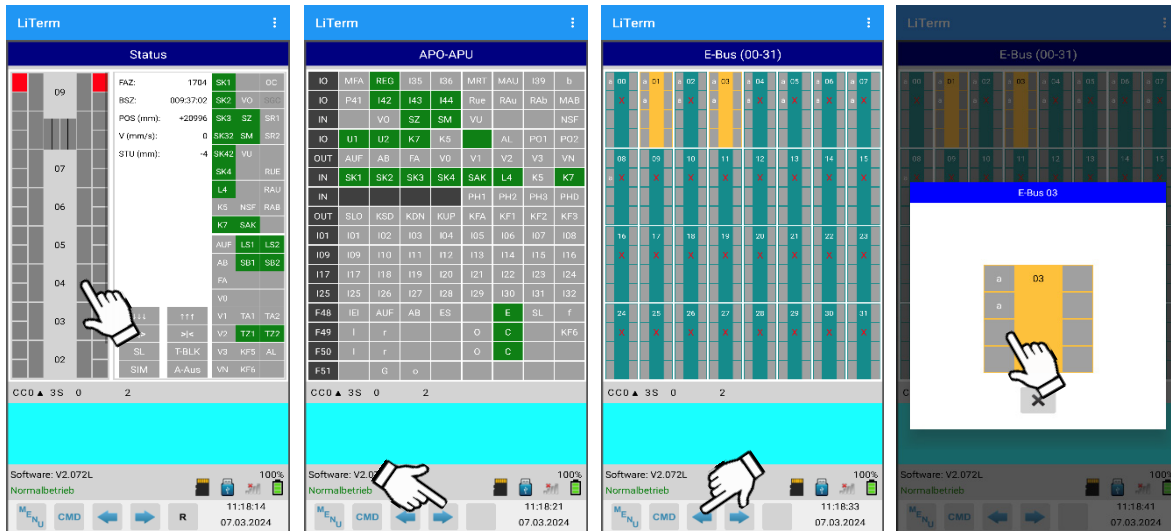 LiTerm
Status
09
07
06
05
04
03
02
FAZ: 1704
BSZ: 009:37:02
POS (mm): +20996
V (mm/s): 0
STU (mm): -4
SK1 OC
SK2 VO
SK3 SZ SR1
SK32 SM SR2
SK42 VU
SK4 RUE
L4 RAU
K5 NSF RAB
K7 SAK
AUF LS1 LS2
AB SB1 SB2
FA
V0
↑↑↑ V1 TA1 TA2
>|< V2 TZ1 TZ2
SL T-BLK V3 KF5 AL
SIM A-Aus VN KF6
CC0▲ 3S 0 2
Software: V2.072L 100%
Normalbetrieb
MENU CMD R 11:18:14
07.03.2024
LiTerm
APO-APU
IO MFA REG I35 I36 MRT MAU I39 b
IO P41 I42 I43 I44 Rue RAu RAb MAB
IN VO SZ SM VU NSF
IO U1 U2 K7 K5 AL PO1 PO2
OUT AUF AB FA V0 V1 V2 V3 VN
IN SK1 SK2 SK3 SK4 SAK L4 K5 K7
IN PH1 PH2 PH3 PHD
OUT SLO KSD KDN KUP KFA KF1 KF2 KF3
I01 I01 I02 I03 I04 I05 I06 I07 I08
I09 I09 I10 I11 I12 I13 I14 I15 I16
I17 I17 I18 I19 I20 I21 I22 I23 I24
I25 I25 I26 I27 I28 I29 I30 I31 I32
F48 IEI AUF AB ES E SL f
F49 l r O C KF6
F50 l r O C
F51 G o
CC0▲ 3S 0 2
Software: V2.07 100%
Normalbetrieb
MENU CMD 11:18:21
07.03.2024
LiTerm
E-Bus (00-31)
a 00 a 01 a 02 a 03 a 04 a 05 a 06 a 07
X a a X a X a X a X
08 09 10 11 12 13 14 15
a X X X X X X X X
16 17 18 19 20 21 22 23
X X X X X X X X
24 25 26 27 28 29 30 31
X X X X X X X X
CC0▲ 3S 0 2
Software: V2.072L 100%
Normalbetrieb
MENU CMD 11:18:33
07.03.2024
LiTerm
E-Bus (00-31)
E-Bus 03
a 03
a
X
Software: V2.072L 100%
Normalbetrieb
MENU CMD 11:18:41
07.03.2024